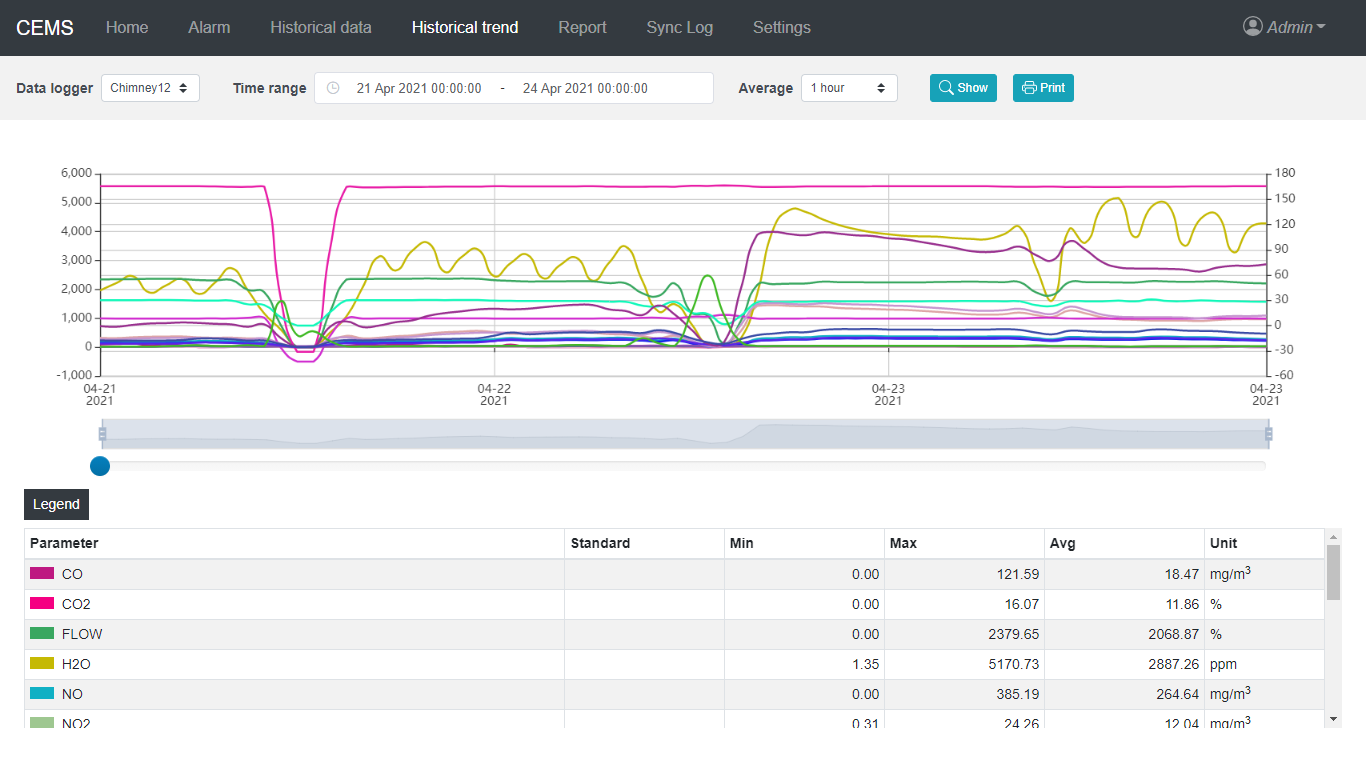 CEMS Home Alarm Historical data Historical trend Report Sync Log Settings Admin
Data logger Chimney12 Time range 21 Apr 2021 00:00:00 - 24 Apr 2021 00:00:00 Average 1 hour Show Print
6,000 180
5,000 150
4,000 120
3,000 90
2,000 60
1,000 30
0 0
-1,000 -30
-60
04-21 04-22 04-23 04-23
2021 2021 2021 2021
Legend
Parameter Standard Min Max Avg Unit
CO 0.00 121.59 18.47 mg/m³
CO2 0.00 16.07 11.86 %
FLOW 0.00 2379.65 2068.87 %
H2O 1.35 5170.73 2887.26 ppm
NO 0.00 385.19 264.64 mg/m³
NO2 0.31 24.26 12.04 mg/m³